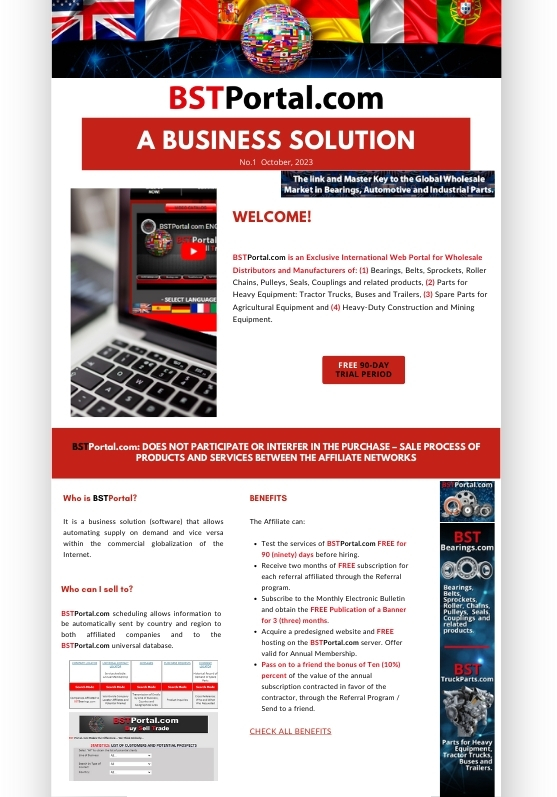 BSTPortal.com
A BUSINESS SOLUTION
No.1 October, 2023
The link and Master Key to the Global Wholesale
Market in Bearings, Automotive and Industrial Parts.
BSTPortal.com
SELECT LANGUAGE
WELCOME!
BSTPortal.com is an Exclusive International Web Portal for Wholesale
Distributors and Manufacturers of: (1) Bearings, Belts, Sprockets, Roller
Chains, Pulleys, Seals, Couplings and related products, (2) Parts for
Heavy Equipment: Tractor Trucks, Buses and Trailers, (3) Spare Parts for
Agricultural Equipment and (4) Heavy-Duty Construction and Mining
Equipment.
FREE 90-DAY
TRIAL PERIOD
BSTPortal.com: DOES NOT PARTICIPATE OR INTERFER IN THE PURCHASE – SALE PROCESS OF
PRODUCTS AND SERVICES BETWEEN THE AFFILIATE NETWORKS
Who is BSTPortal?
It is a business solution (software) that allows
automating supply on demand and vice versa
within the commercial globalization of the
Internet.
Who can I sell to?
BSTPortal.com scheduling allows information to
be automatically sent by country and region to
both affiliated companies and to the
BSTPortal.com universal database.
BSTPortal.com
Buy Sell Trade
STATISTICS: LIST OF CUSTOMERS AND POTENTIAL PROSPECTS
BENEFITS
The Affiliate can:
• Test the services of BSTPortal.com FREE for
90 (ninety) days before hiring.
• Receive two months of FREE subscription for
each referral affiliated through the Referral
program.
• Subscribe to the Monthly Electronic Bulletin
and obtain the FREE Publication of a Banner
for 3 (three) months.
• Acquire a predesigned website and FREE
hosting on the BSTPortal.com server. Offer
valid for Annual Membership.
• Pass on to a friend the bonus of Ten (10%)
percent of the value of the annual
subscription contracted in favor of the
contractor, through the Referral Program /
Send to a friend.
CHECK ALL BENEFITS
BSTPortal.com
BST
Bearings.com
Bearings,
Belts,
Sprockets,
Roller, Chains,
Pulleys, Seals,
Couplings and
related
products.
BST
TruckParts.com
Parts for Heavy
Equipment,
Tractor Trucks,
Buses and
Trailers.